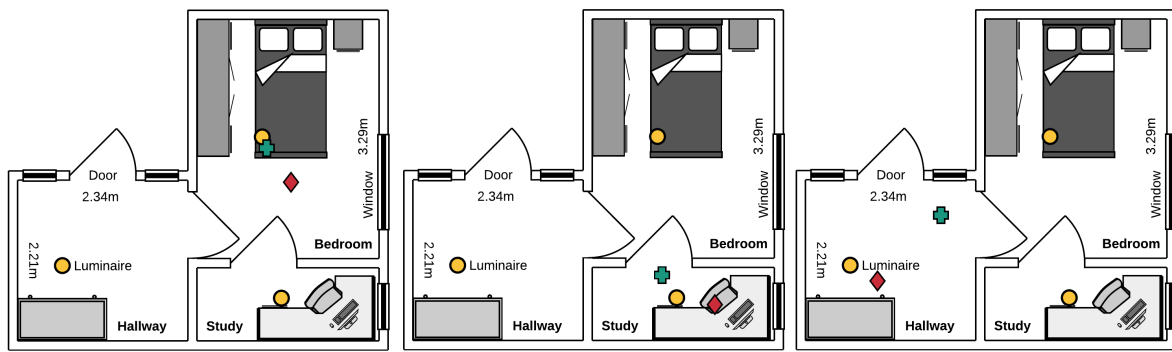 3.29m
Door
2.34m
Window
2.21m
Luminaire
Bedroom
Hallway
Study
3.29m
Door
2.34m
Window
2.21m
Luminaire
Bedroom
Hallway
Study
3.29m
Door
2.34m
Window
2.21m
Luminaire
Bedroom
Hallway
Study